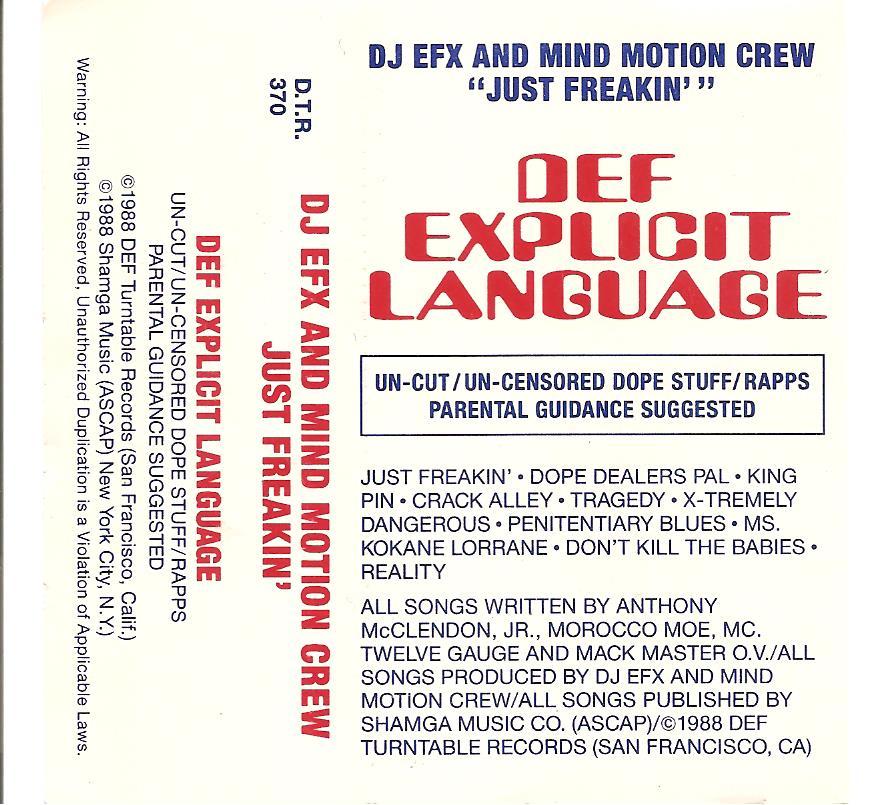 DJ EFX AND MIND MOTION CREW
“JUST FREAKIN’”
DEF
EXPLICIT
LANGUAGE
UN-CUT/UN-CENSORED DOPE STUFF/RAPPS
PARENTAL GUIDANCE SUGGESTED
JUST FREAKIN’ • DOPE DEALERS PAL • KING
PIN • CRACK ALLEY • TRAGEDY • X-TREMELY
DANGEROUS • PENITENTIARY BLUES • MS.
KOKANE LORRANE • DON’T KILL THE BABIES •
REALITY
ALL SONGS WRITTEN BY ANTHONY
McCLENDON, JR., MOROCCO MOE, MC.
TWELVE GAUGE AND MACK MASTER O.V./ALL
SONGS PRODUCED BY DJ EFX AND MIND
MOTION CREW/ALL SONGS PUBLISHED BY
SHAMGA MUSIC CO. (ASCAP)/©1988 DEF
TURNTABLE RECORDS (SAN FRANCISCO, CA)
D.T.R.
370
DJ EFX AND MIND MOTION CREW
JUST FREAKIN’
DEF EXPLICIT LANGUAGE
UN-CUT/UN-CENSORED DOPE STUFF/RAPPS
PARENTAL GUIDANCE SUGGESTED
©1988 DEF Turntable Records (San Francisco, Calif.)
©1988 Shamga Music (ASCAP) New York City, N.Y.)
Warning: All Rights Reserved, Unauthorized Duplication is a Violation of Applicable Laws.